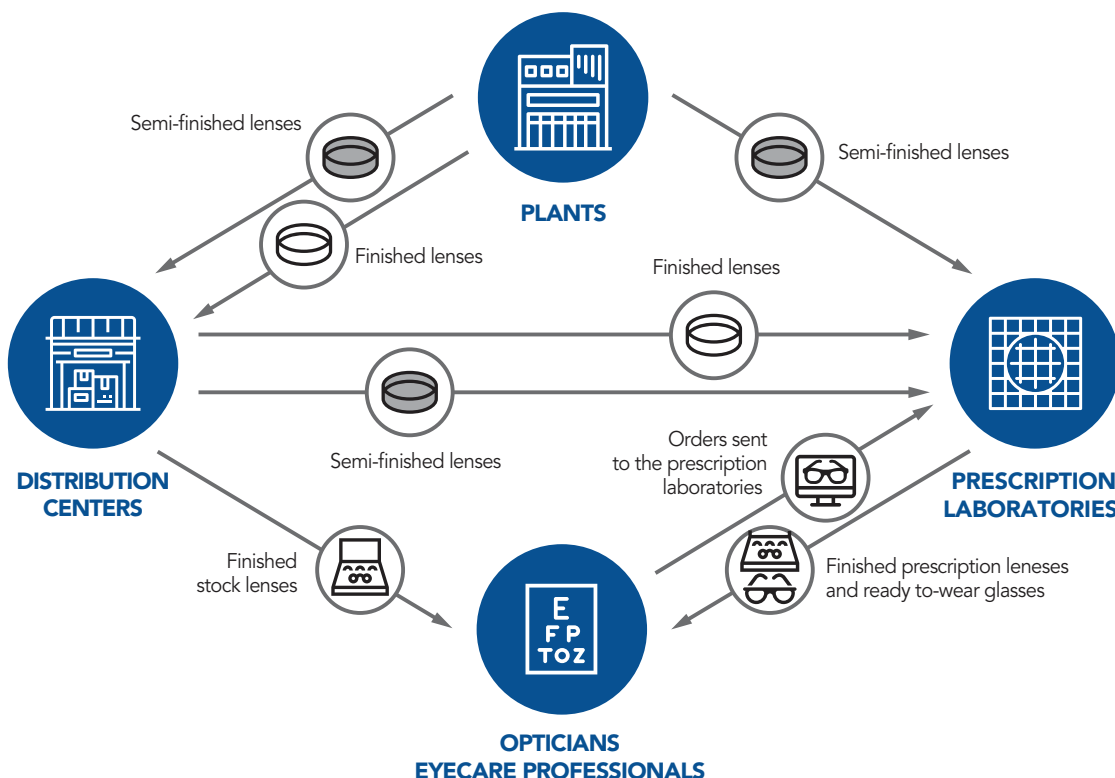 Semi-finished lenses
Semi-finished lenses
PLANTS
Finished lenses
Finished lenses
Semi-finished lenses
DISTRIBUTION
CENTERS
Orders sent
to the prescription
laboratories
PRESCRIPTION
LABORATORIES
Finished
stock lenses
Finished prescription leneses
and ready to-wear glasses
E
F P
TOZ
OPTICIANS
EYECARE PROFESSIONALS